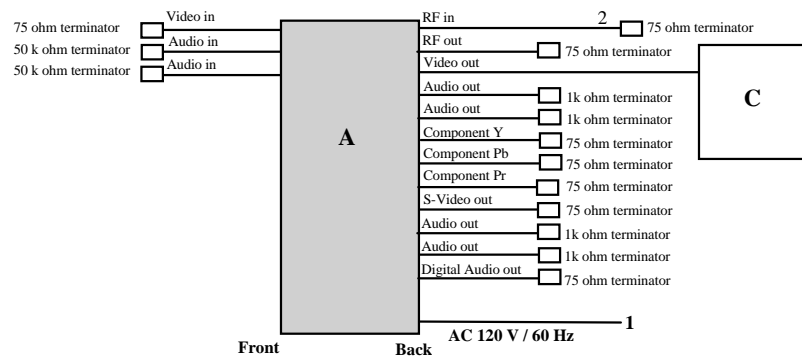 Video in
75 ohm terminator
Audio in
50 k ohm terminator
Audio in
50 k ohm terminator
A
RF in
2
75 ohm terminator
RF out
75 ohm terminator
Video out
C
Audio out
1k ohm terminator
Audio out
1k ohm terminator
Component Y
75 ohm terminator
Component Pb
75 ohm terminator
Component Pr
75 ohm terminator
S-Video out
75 ohm terminator
Audio out
1k ohm terminator
Audio out
1k ohm terminator
Digital Audio out
75 ohm terminator
1
AC 120 V / 60 Hz
Front
Back